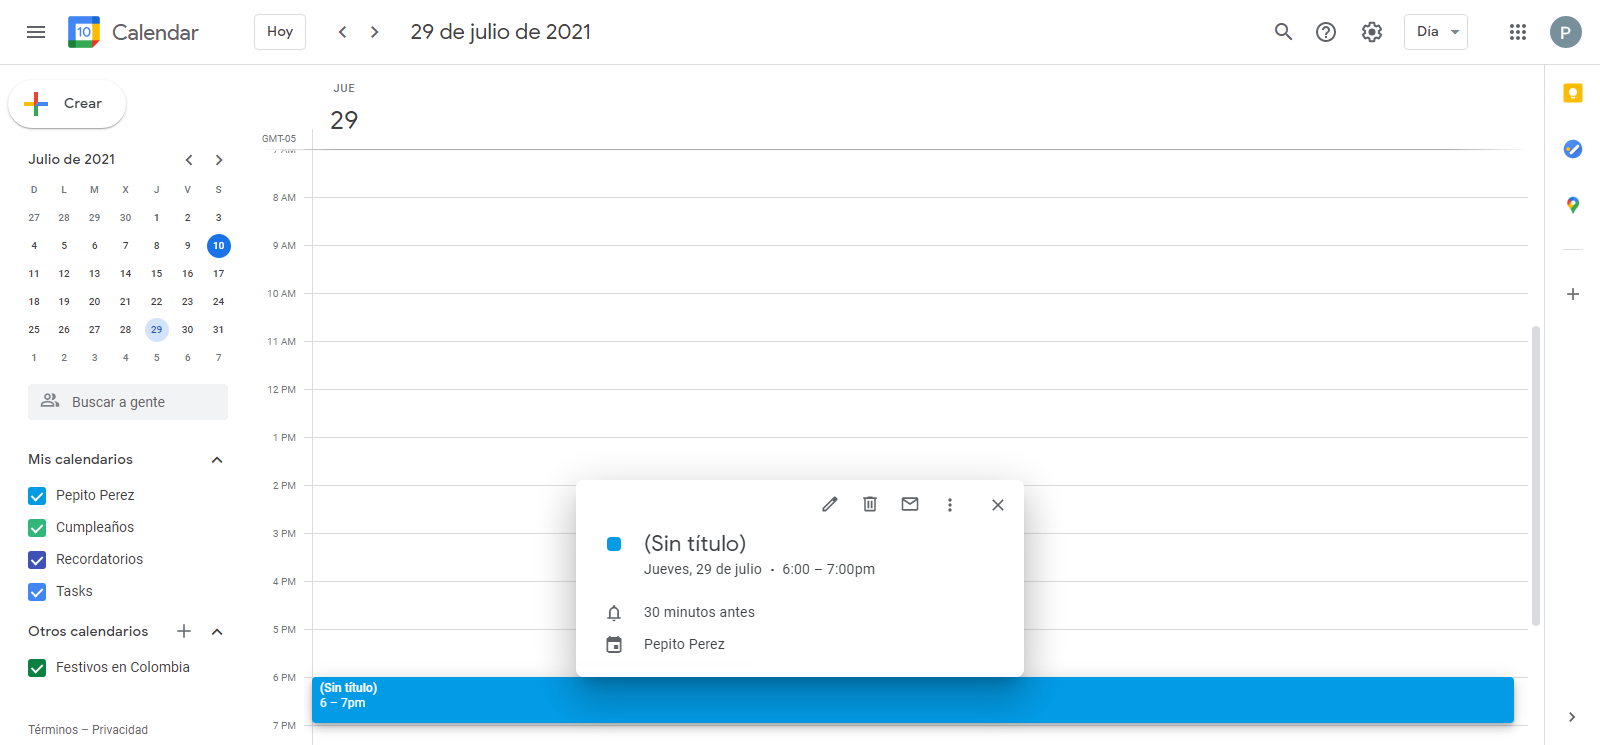 10 Calendar
Hoy
29 de julio de 2021
Día
P
Crear
Julio de 2021
D L M X J V S
27 28 29 30 1 2 3
4 5 6 7 8 9 10
11 12 13 14 15 16 17
18 19 20 21 22 23 24
25 26 27 28 29 30 31
1 2 3 4 5 6 7
Buscar a gente
Mis calendarios
Pepito Perez
Cumpleaños
Recordatorios
Tasks
Otros calendarios
Festivos en Colombia
Términos – Privacidad
JUE
29
GMT-05
7 AM
8 AM
9 AM
10 AM
11 AM
12 PM
1 PM
2 PM
3 PM
4 PM
5 PM
6 PM
7 PM
(Sin título)
Jueves, 29 de julio · 6:00 – 7:00pm
30 minutos antes
Pepito Perez
(Sin título)
6 – 7pm